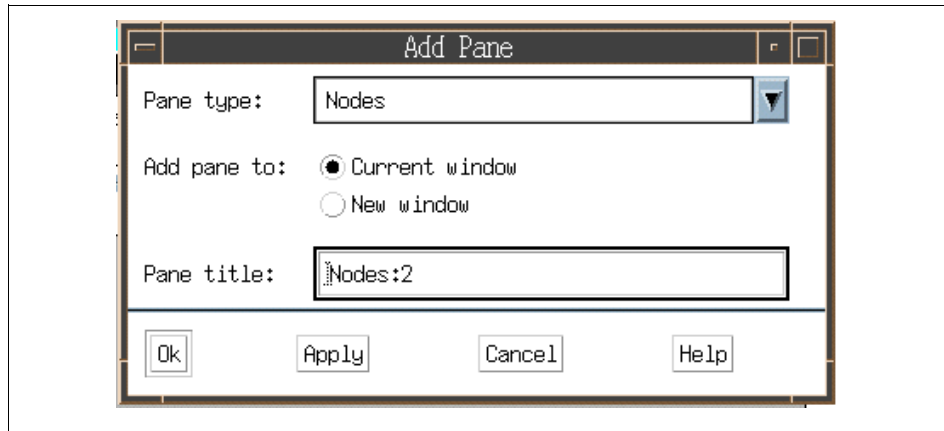 Add Pane
Pane type: Nodes
Add pane to: Current window
New window
Pane title: Nodes:2
Ok Apply Cancel Help